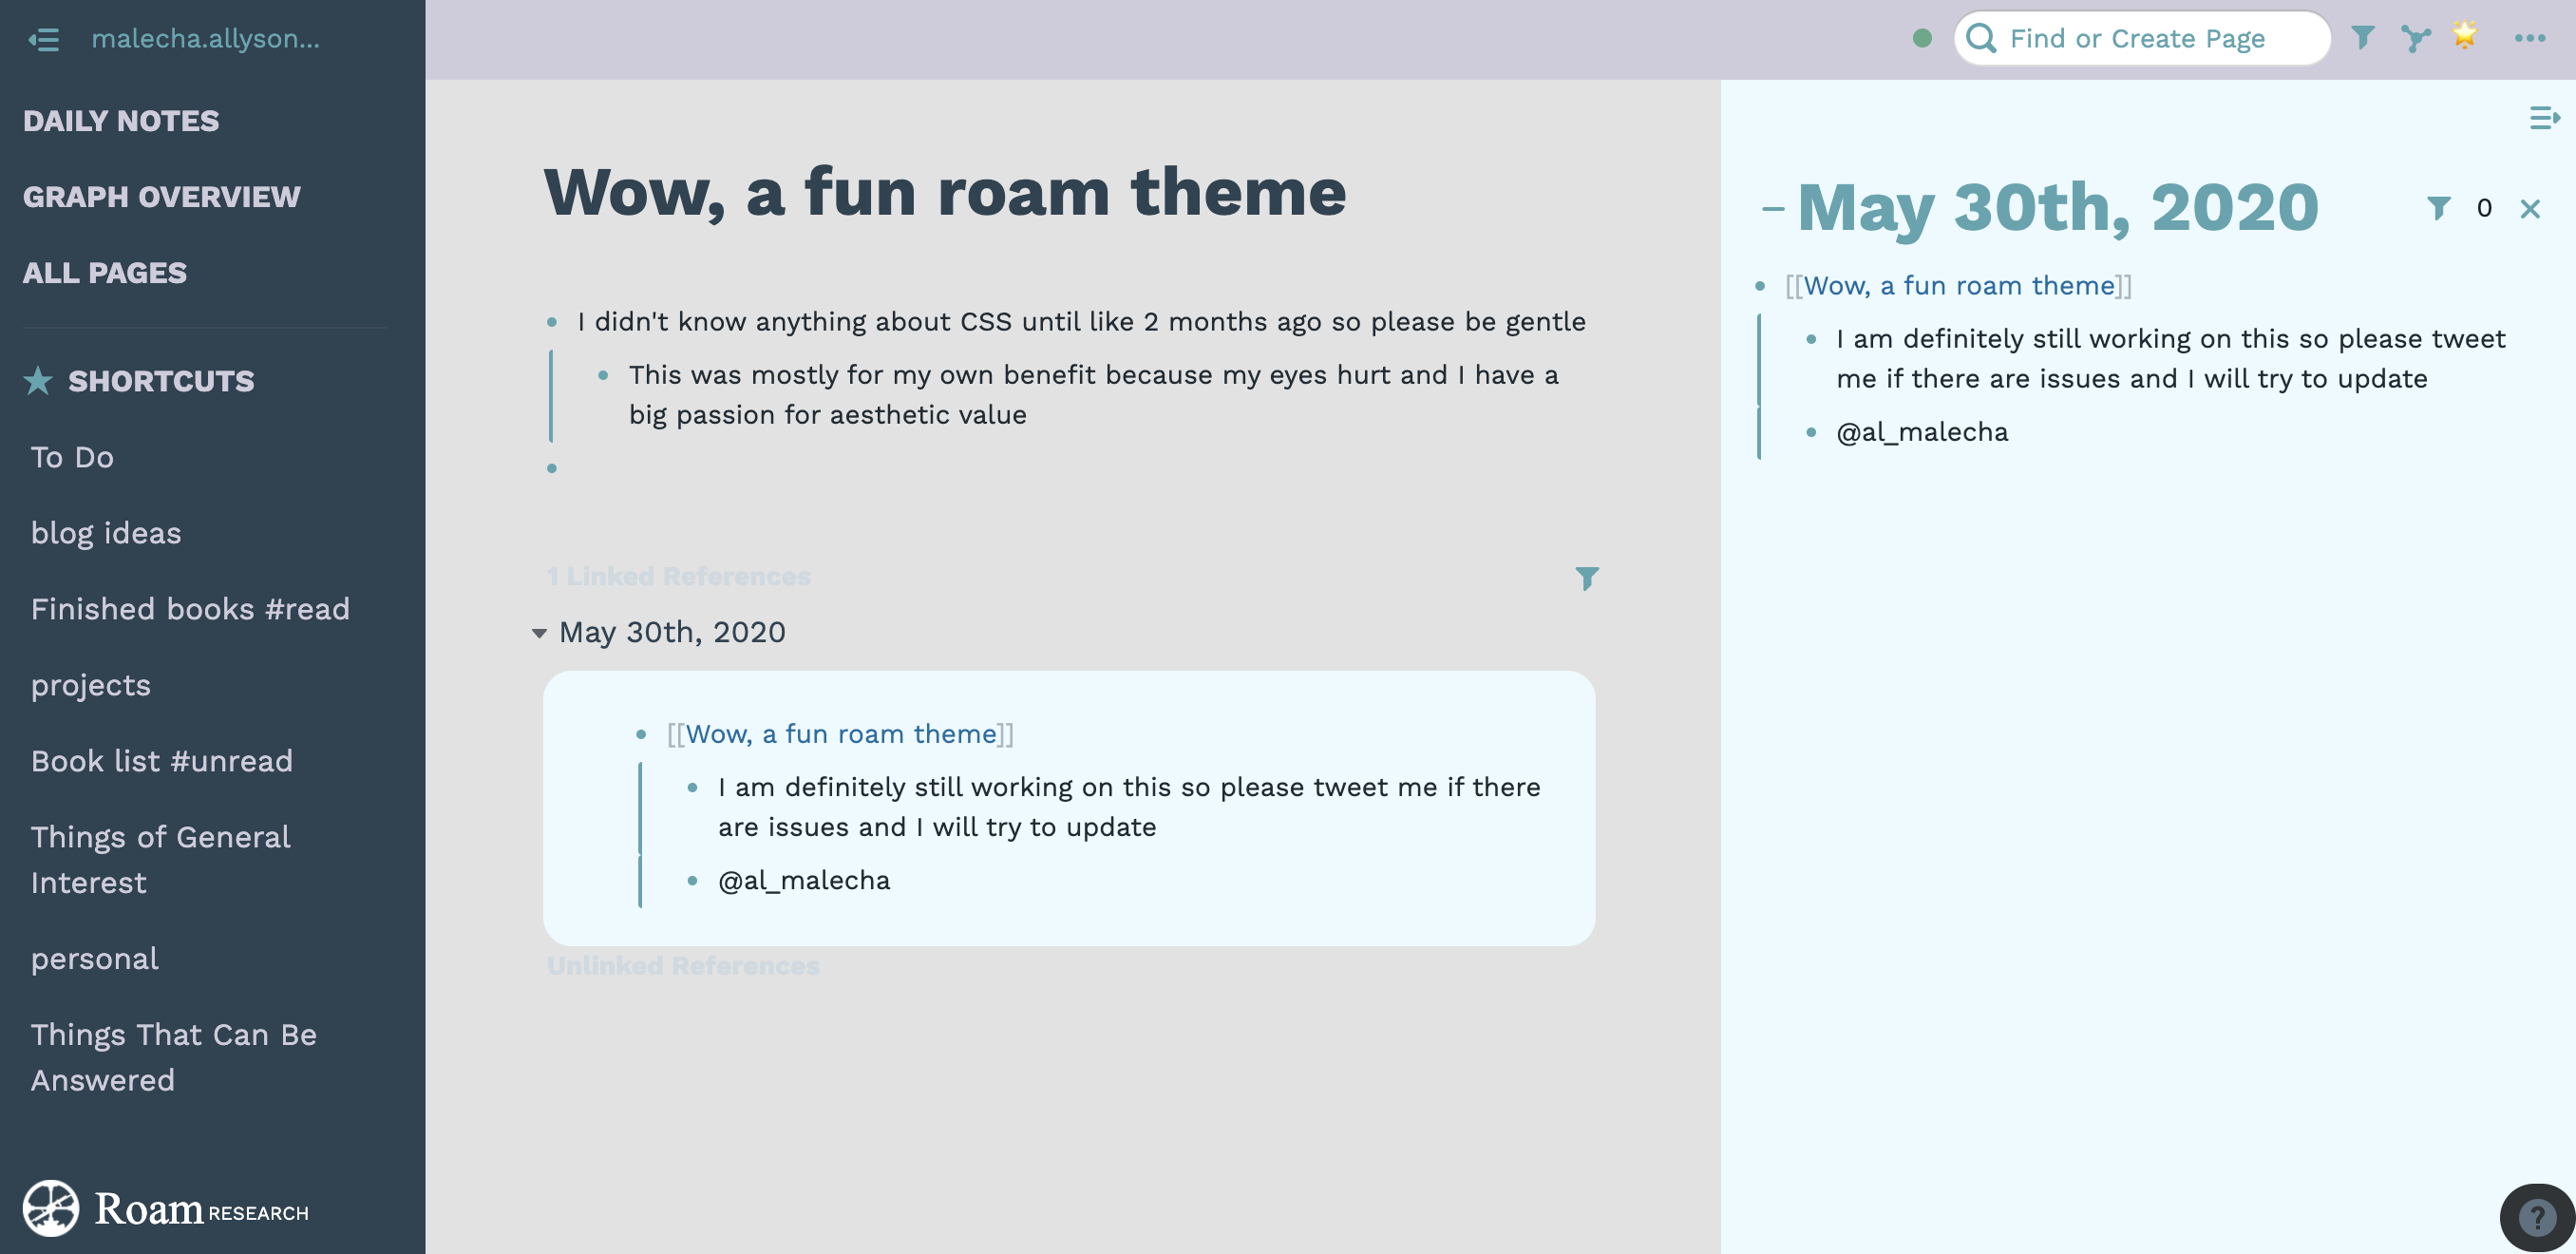 malecha.allyson...
DAILY NOTES
GRAPH OVERVIEW
ALL PAGES
SHORTCUTS
To Do
blog ideas
Finished books #read
projects
Book list #unread
Things of General
Interest
personal
Things That Can Be
Answered
Roam RESEARCH
Find or Create Page
Wow, a fun roam theme
I didn't know anything about CSS until like 2 months ago so please be gentle
This was mostly for my own benefit because my eyes hurt and I have a
big passion for aesthetic value
1 Linked References
May 30th, 2020
[[Wow, a fun roam theme]]
I am definitely still working on this so please tweet me if there
are issues and I will try to update
@al_malecha
Unlinked References
May 30th, 2020
0
[[Wow, a fun roam theme]]
I am definitely still working on this so please tweet
me if there are issues and I will try to update
@al_malecha
?